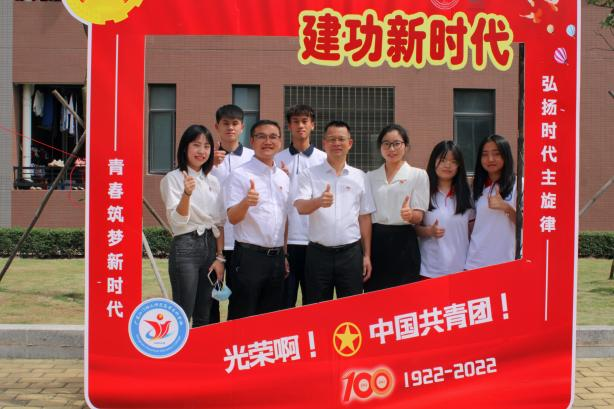 建功新时代
青春筑梦新时代
弘扬时代主旋律
光荣啊！ 中国共青团！
100 1922-2022